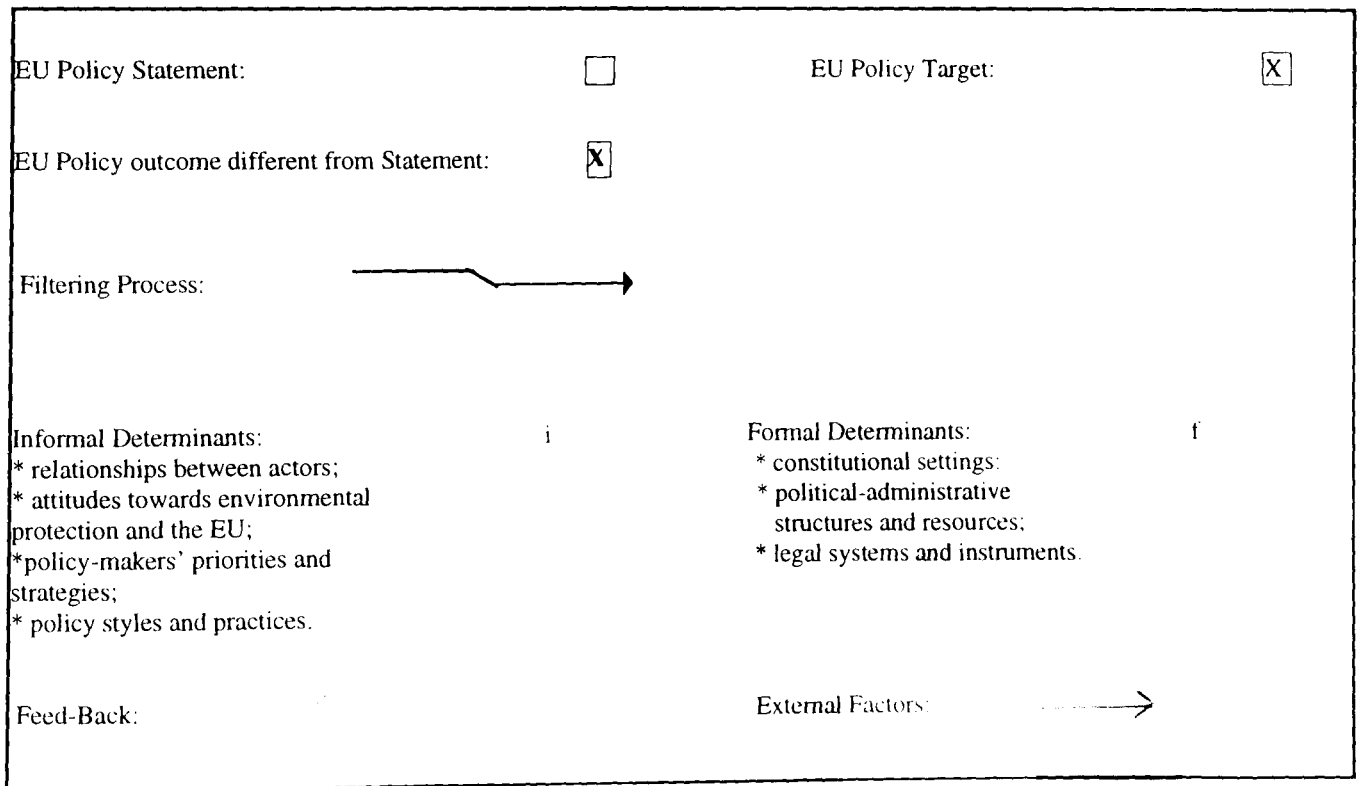 EU Policy Statement:
EU Policy Target:
X
EU Policy outcome different from Statement:
X
Filtering Process:
Informal Determinants:
i
* relationships between actors;
* attitudes towards environmental
protection and the EU;
*policy-makers' priorities and
strategies;
* policy styles and practices.
Formal Determinants:
f
* constitutional settings:
* political-administrative
structures and resources;
* legal systems and instruments.
Feed-Back:
External Factors: